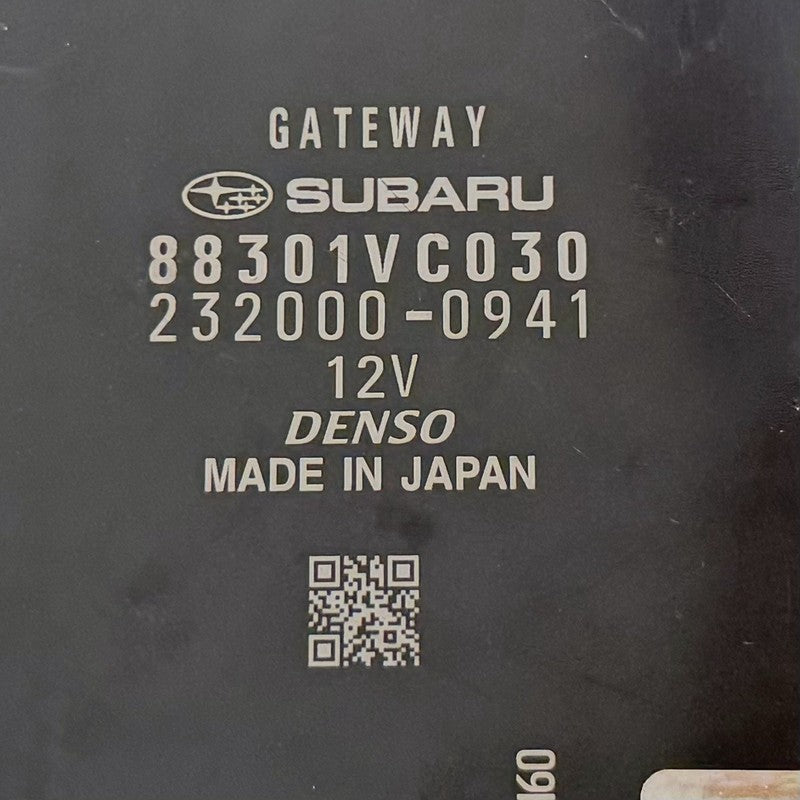 GATEWAY
SUBARU
88301VC030
232000-0941
12V
DENSO
MADE IN JAPAN